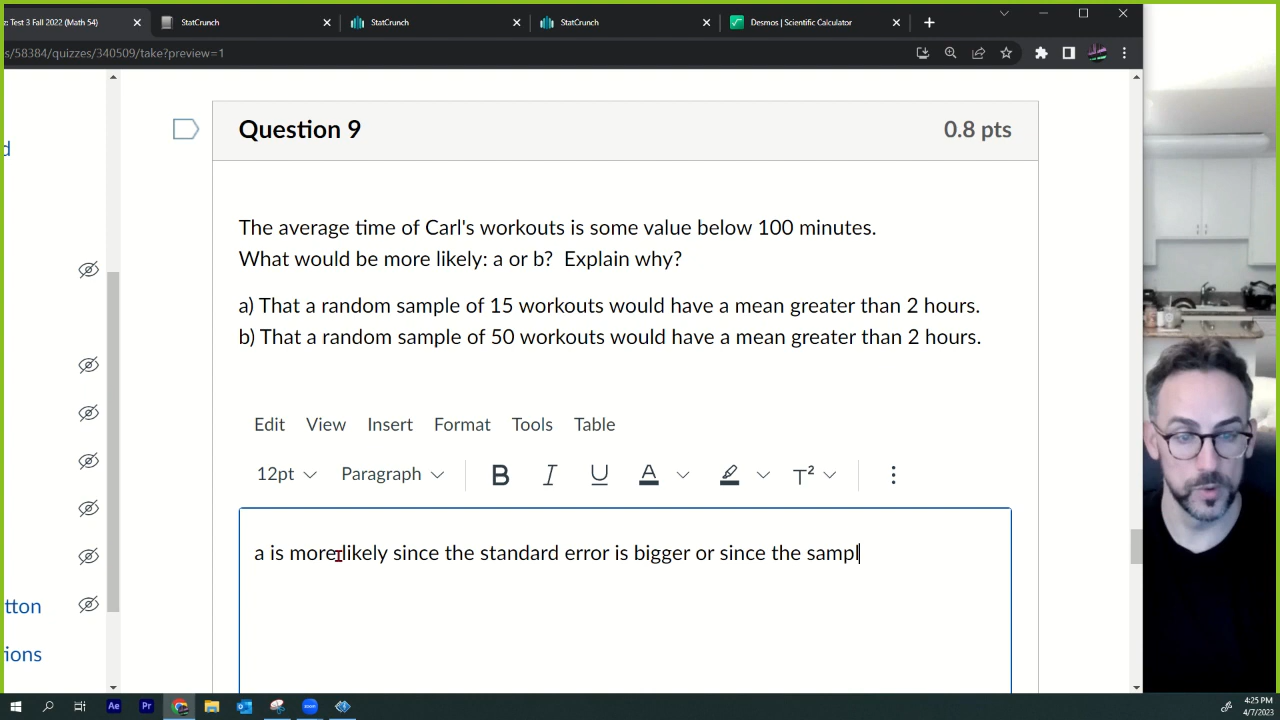 z: Test 3 Fall 2022 (Math 54)
StatCrunch
StatCrunch
StatCrunch
Desmos | Scientific Calculator
s/58384/quizzes/340509/take?preview=1
d
Question 9
0.8 pts
The average time of Carl's workouts is some value below 100 minutes.
What would be more likely: a or b? Explain why?
a) That a random sample of 15 workouts would have a mean greater than 2 hours.
b) That a random sample of 50 workouts would have a mean greater than 2 hours.
Edit View Insert Format Tools Table
12pt Paragraph B I U A T²
a is more likely since the standard error is bigger or since the sampl
tton
ions
Ae Pr zoom
4:25 PM
4/7/2023